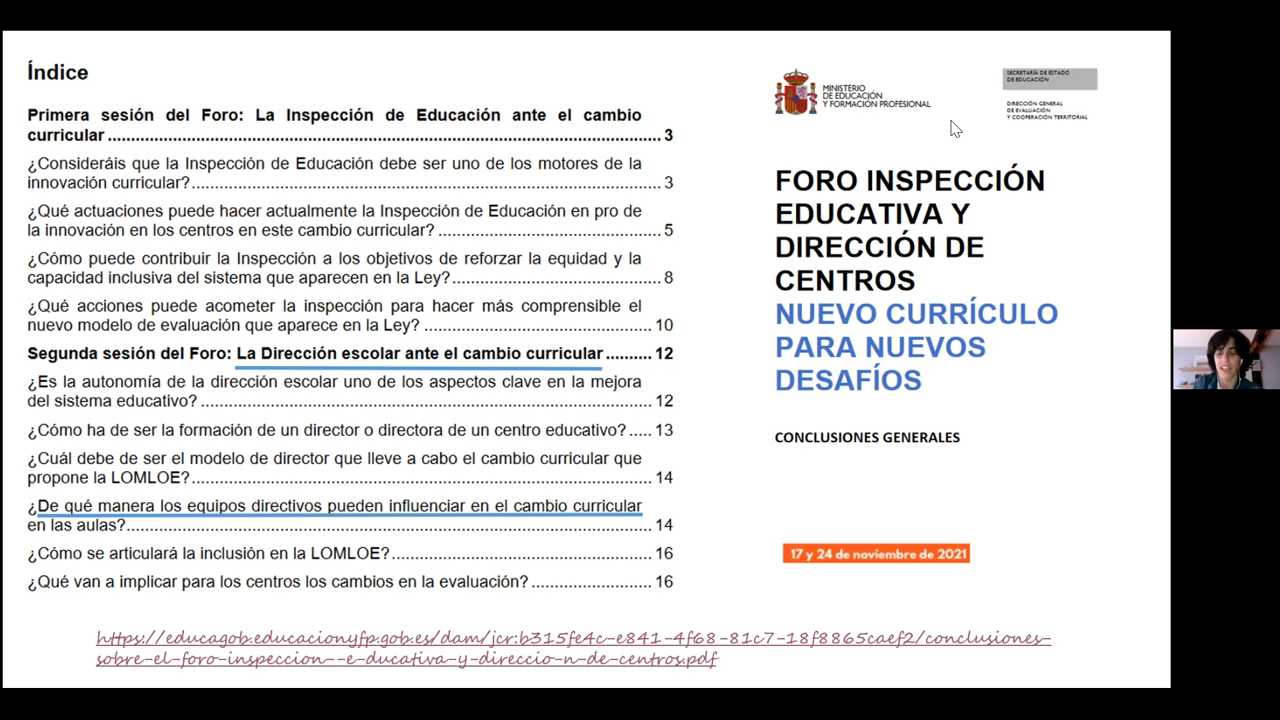 Índice
Primera sesión del Foro: La Inspección de Educación ante el cambio
curricular .......... 3
¿Consideráis que la Inspección de Educación debe ser uno de los motores de la
innovación curricular? .......... 3
¿Qué actuaciones puede hacer actualmente la Inspección de Educación en pro de
la innovación en los centros en este cambio curricular? .......... 5
¿Cómo puede contribuir la Inspección a los objetivos de reforzar la equidad y la
capacidad inclusiva del sistema que aparecen en la Ley? .......... 8
¿Qué acciones puede acometer la inspección para hacer más comprensible el
nuevo modelo de evaluación que aparece en la Ley? .......... 10
Segunda sesión del Foro: La Dirección escolar ante el cambio curricular .......... 12
¿Es la autonomía de la dirección escolar uno de los aspectos clave en la mejora
del sistema educativo? .......... 12
¿Cómo ha de ser la formación de un director o directora de un centro educativo? ..... 13
¿Cuál debe de ser el modelo de director que lleve a cabo el cambio curricular que
propone la LOMLOE? .......... 14
¿De qué manera los equipos directivos pueden influenciar en el cambio curricular
en las aulas? .......... 14
¿Cómo se articulará la inclusión en la LOMLOE? .......... 16
¿Qué van a implicar para los centros los cambios en la evaluación? .......... 16
MINISTERIO
DE EDUCACIÓN
Y FORMACIÓN PROFESIONAL
SECRETARÍA DE ESTADO
DE EDUCACIÓN
DIRECCIÓN GENERAL
DE EVALUACIÓN
Y COOPERACIÓN TERRITORIAL
FORO INSPECCIÓN
EDUCATIVA Y
DIRECCIÓN DE
CENTROS
NUEVO CURRÍCULO
PARA NUEVOS
DESAFÍOS
CONCLUSIONES GENERALES
17 y 24 de noviembre de 2021
https://educagob.educacionyfp.gob.es/dam/jcr:b315fe4c-e841-4f68-81c7-18f8865caef2/conclusiones-
sobre-el-foro-inspeccion--e-ducativa-y-direccio-n-de-centros.pdf